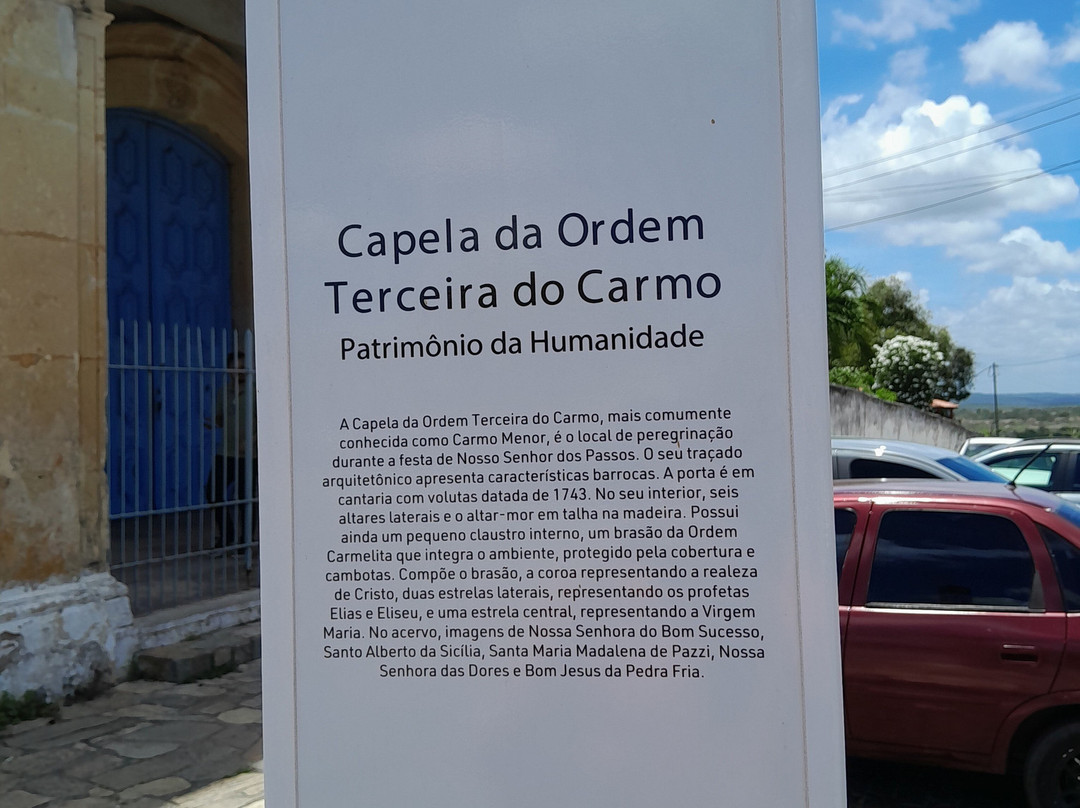 Capela da Ordem
Terceira do Carmo
Patrimônio da Humanidade
A Capela da Ordem Terceira do Carmo, mais comumente
conhecida como Carmo Menor, é o local de peregrinação
durante a festa de Nosso Senhor dos Passos. O seu traçado
arquitetônico apresenta características barrocas. A porta é em
cantaria com volutas datada de 1743. No seu interior, seis
altares laterais e o altar-mor em talha na madeira. Possui
ainda um pequeno claustro interno, um brasão da Ordem
Carmelita que integra o ambiente, protegido pela cobertura e
cambotas. Compõe o brasão, a coroa representando a realeza
de Cristo, duas estrelas laterais, representando os profetas
Elias e Eliseu, e uma estrela central, representando a Virgem
Maria. No acervo, imagens de Nossa Senhora do Bom Sucesso,
Santo Alberto da Sicília, Santa Maria Madalena de Pazzi, Nossa
Senhora das Dores e Bom Jesus da Pedra Fria.